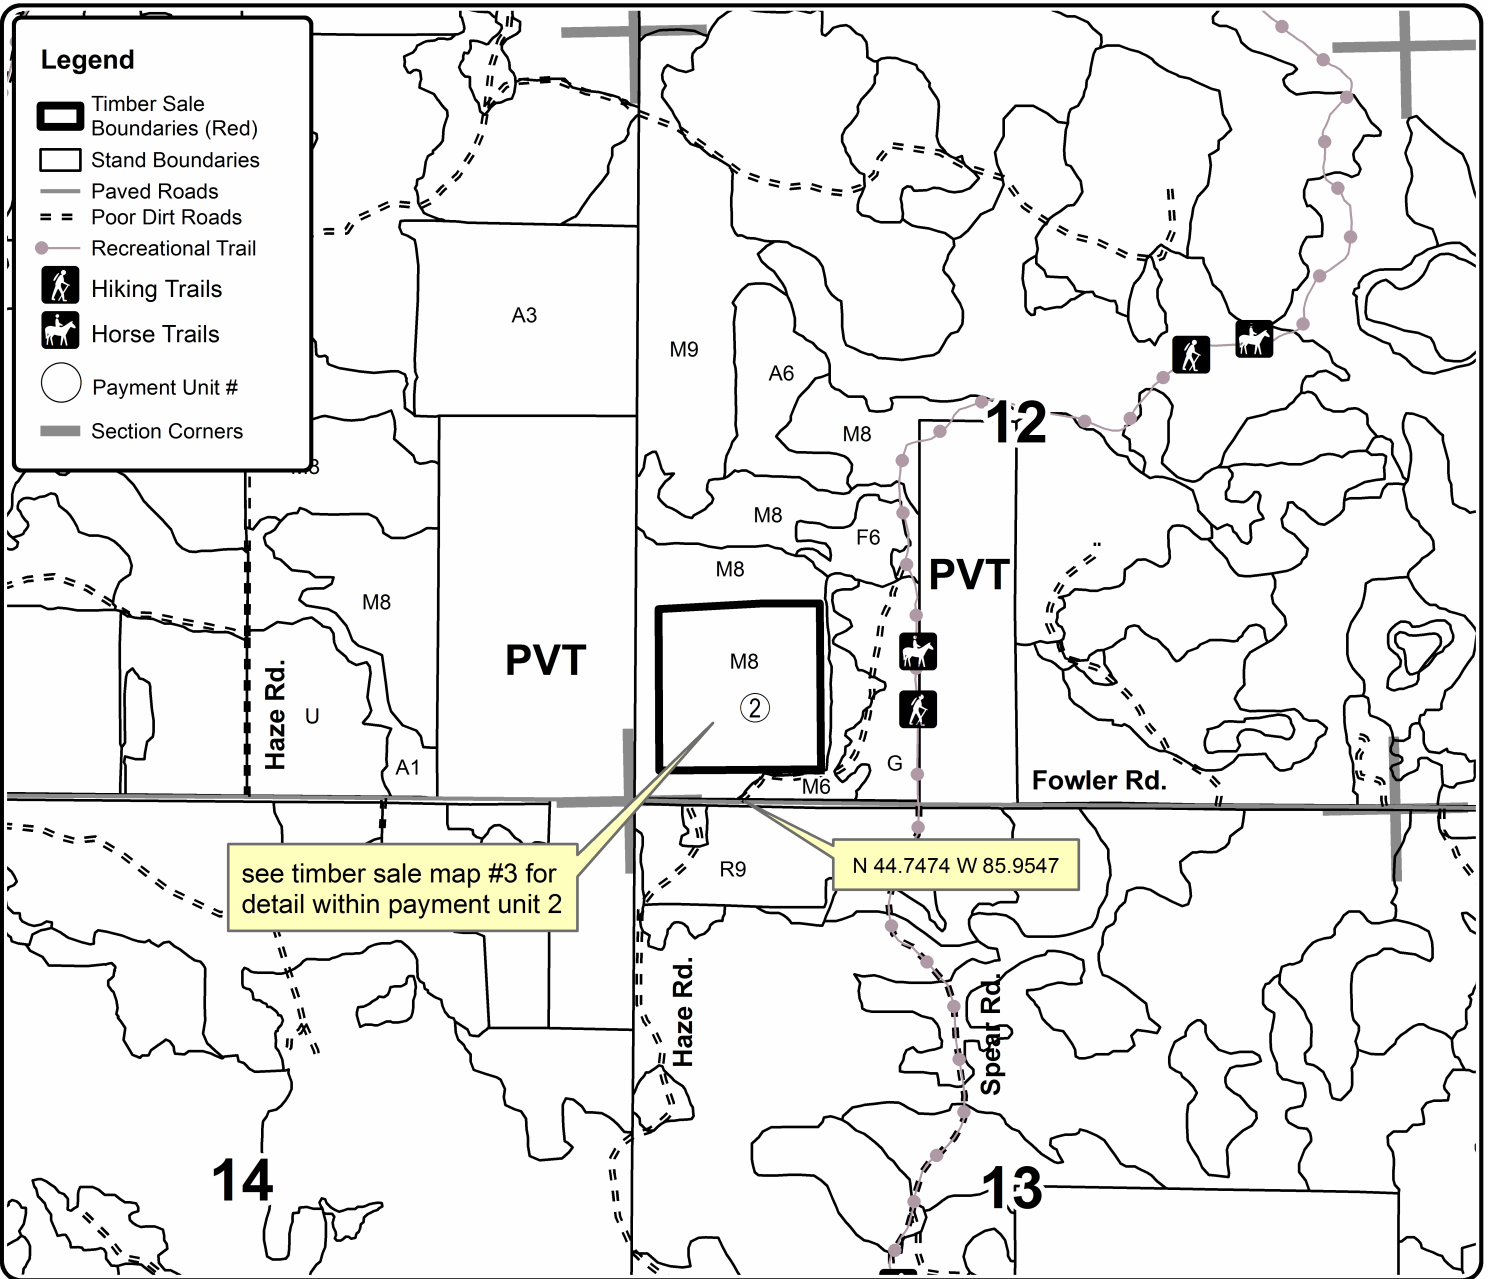 Legend
Timber Sale
Boundaries (Red)
Stand Boundaries
Paved Roads
Poor Dirt Roads
Recreational Trail
Hiking Trails
Horse Trails
Payment Unit #
Section Corners
A3
M9
A6
12
M8
M8
M8
F6
M8
PVT
M8
PVT
M8
2
Haze Rd.
U
A1
G
M6
Fowler Rd.
see timber sale map #3 for
detail within payment unit 2
N 44.7474 W 85.9547
R9
Haze Rd.
Spear Rd.
14
13